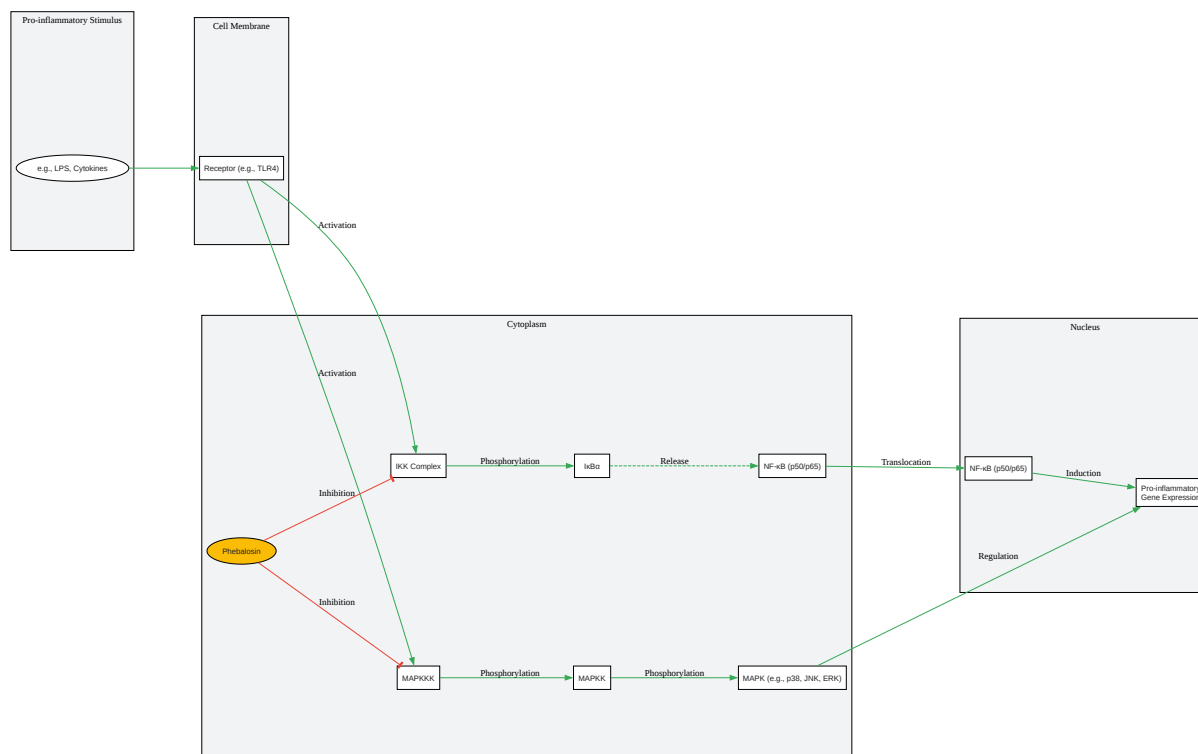 Pro-inflammatory Stimulus
Cell Membrane
e.g., LPS, Cytokines
Receptor (e.g., TLR4)
Activation
Cytoplasm
Nucleus
Activation
IKK Complex
Phosphorylation
IκBα
Release
NF-κB (p50/p65)
Translocation
NF-κB (p50/p65)
Induction
Pro-inflammatory
Gene Expression
Inhibition
Phebalosin
Regulation
Inhibition
MAPKKK
Phosphorylation
MAPKK
Phosphorylation
MAPK (e.g., p38, JNK, ERK)